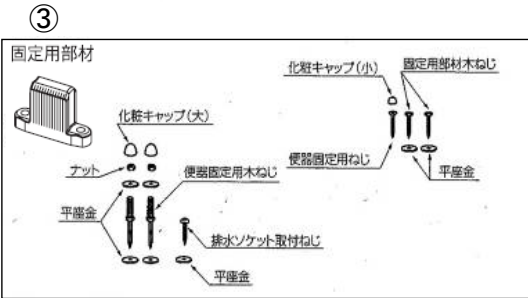 ③
固定用部材
化粧キャップ(小)
固定用部材木ねじ
化粧キャップ(大)
ナット
便器固定用木ねじ
便器固定用ねじ
平座金
平座金
排水ソケット取付ねじ
平座金